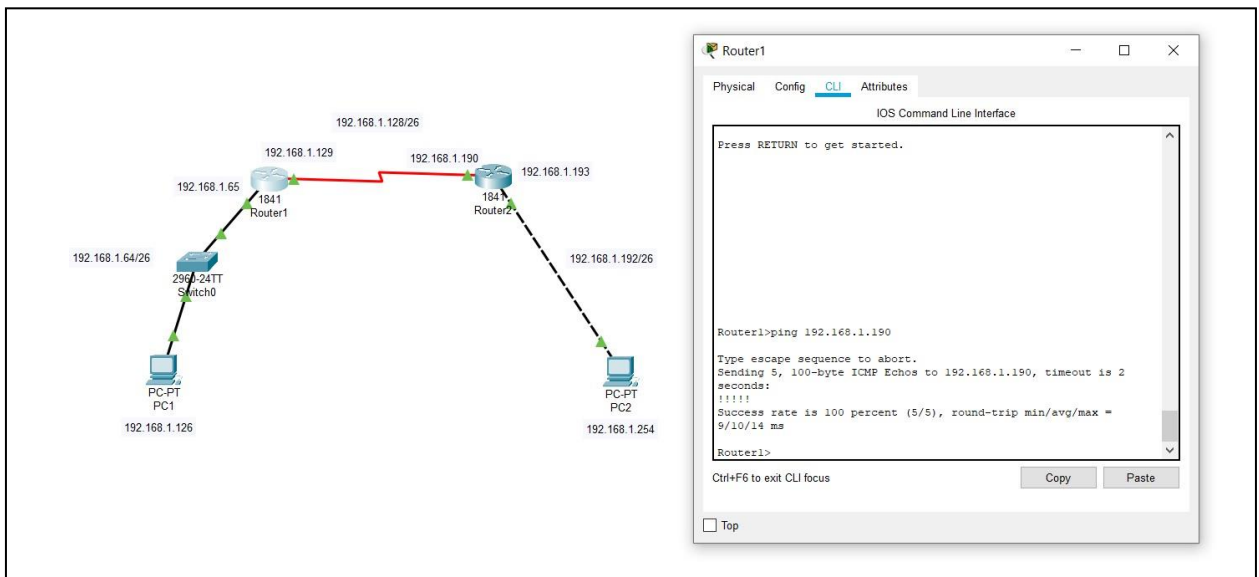 192.168.1.128/26
192.168.1.129
192.168.1.190
192.168.1.193
192.168.1.65
1841
Router1
1841
Router2
192.168.1.64/26
2960-24TT
Switch0
192.168.1.192/26
PC-PT
PC1
192.168.1.126
PC-PT
PC2
192.168.1.254
Router1
Physical Config CLI Attributes
IOS Command Line Interface
Press RETURN to get started.
Router1>ping 192.168.1.190
Type escape sequence to abort.
Sending 5, 100-byte ICMP Echos to 192.168.1.190, timeout is 2
seconds:
!!!!!
Success rate is 100 percent (5/5), round-trip min/avg/max =
9/10/14 ms
Router1>
Ctrl+F6 to exit CLI focus
Copy
Paste
Top